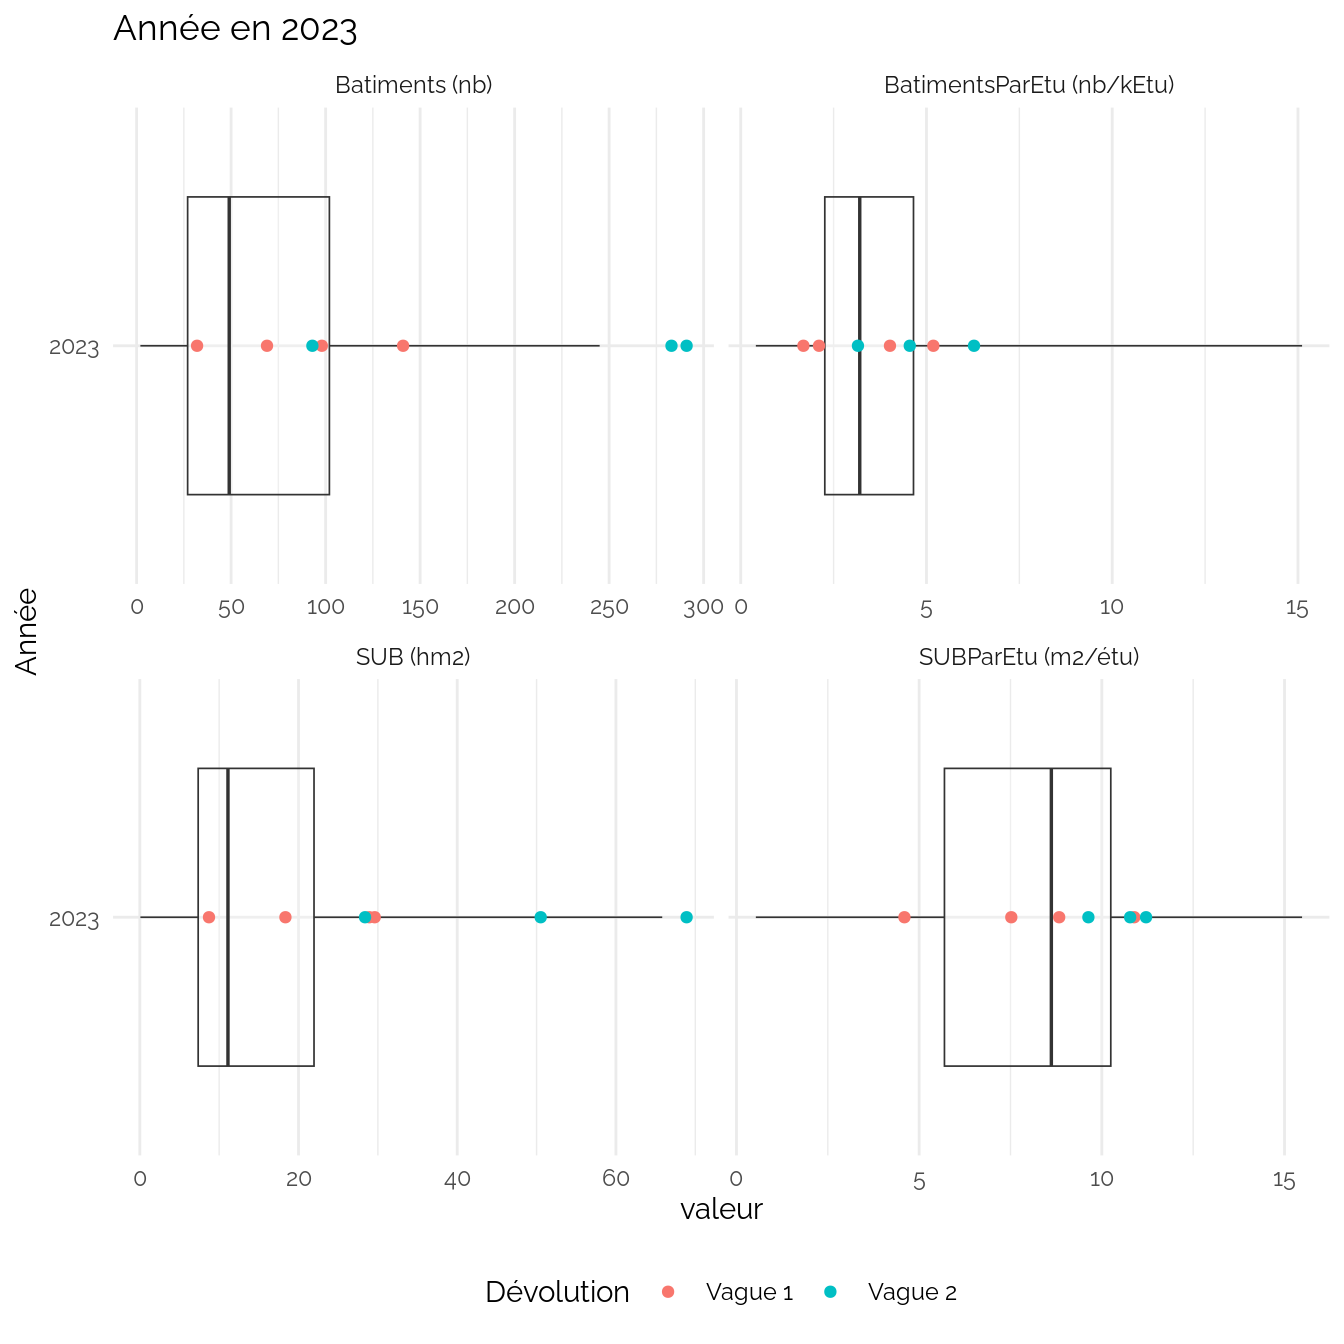 Année en 2023
Batiments (nb)
BatimentsParEtu (nb/kEtu)
2023
0 50 100 150 200 250 300
0 5 10 15
Année
SUB (hm2)
SUBParEtu (m2/étu)
2023
0 20 40 60
0 5 10 15
valeur
Dévolution Vague 1 Vague 2